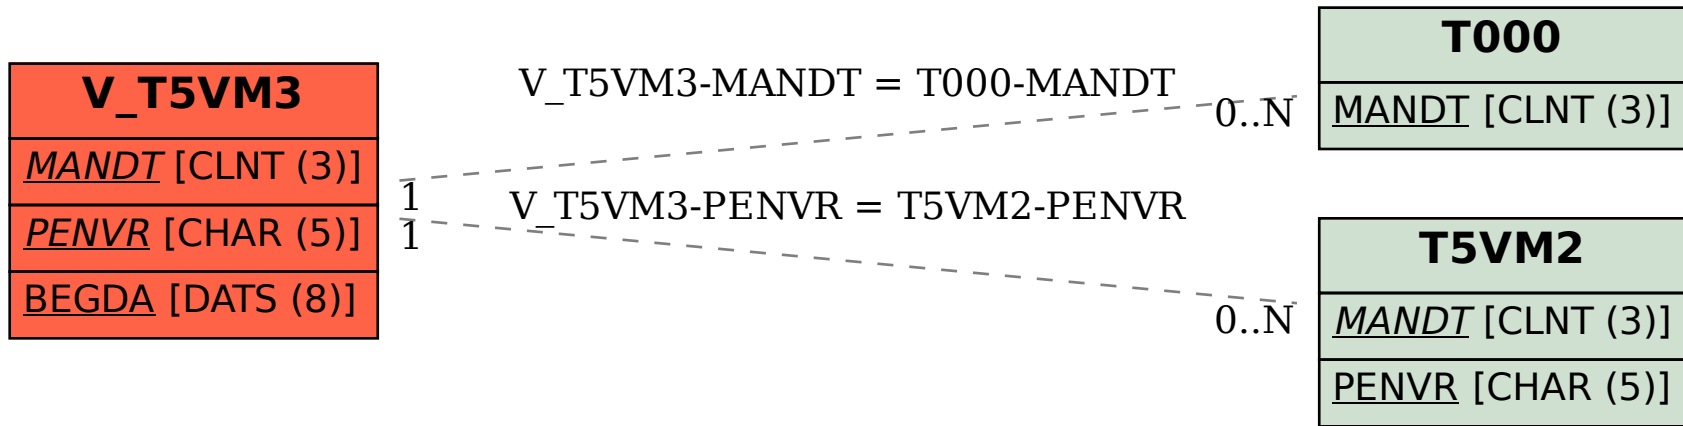 V_T5VM3
MANDT [CLNT (3)]
PENVR [CHAR (5)]
BEGDA [DATS (8)]
V_T5VM3-MANDT = T000-MANDT
0..N
1
V_T5VM3-PENVR = T5VM2-PENVR
1
0..N
T000
MANDT [CLNT (3)]
T5VM2
MANDT [CLNT (3)]
PENVR [CHAR (5)]